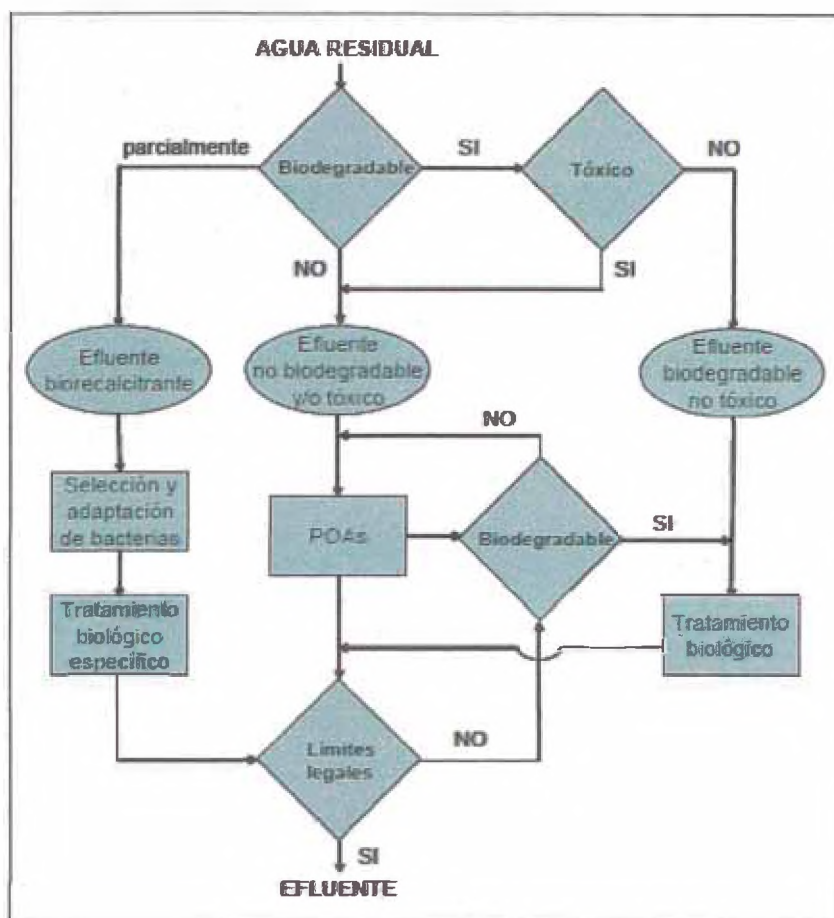 AGUA RESIDUAL
parcialmente
Biodegradable
SI
Tóxico
NO
NO
SI
Efluente
biorecalcitrante
Efluente
no biodegradable
y/o tóxico
Efluente
biodegradable
no tóxico
NO
Selección y
adaptación
de bacterias
POAs
Biodegradable
SI
Tratamiento
biológico
específico
Tratamiento
biológico
Límites
legales
NO
SI
EFLUENTE